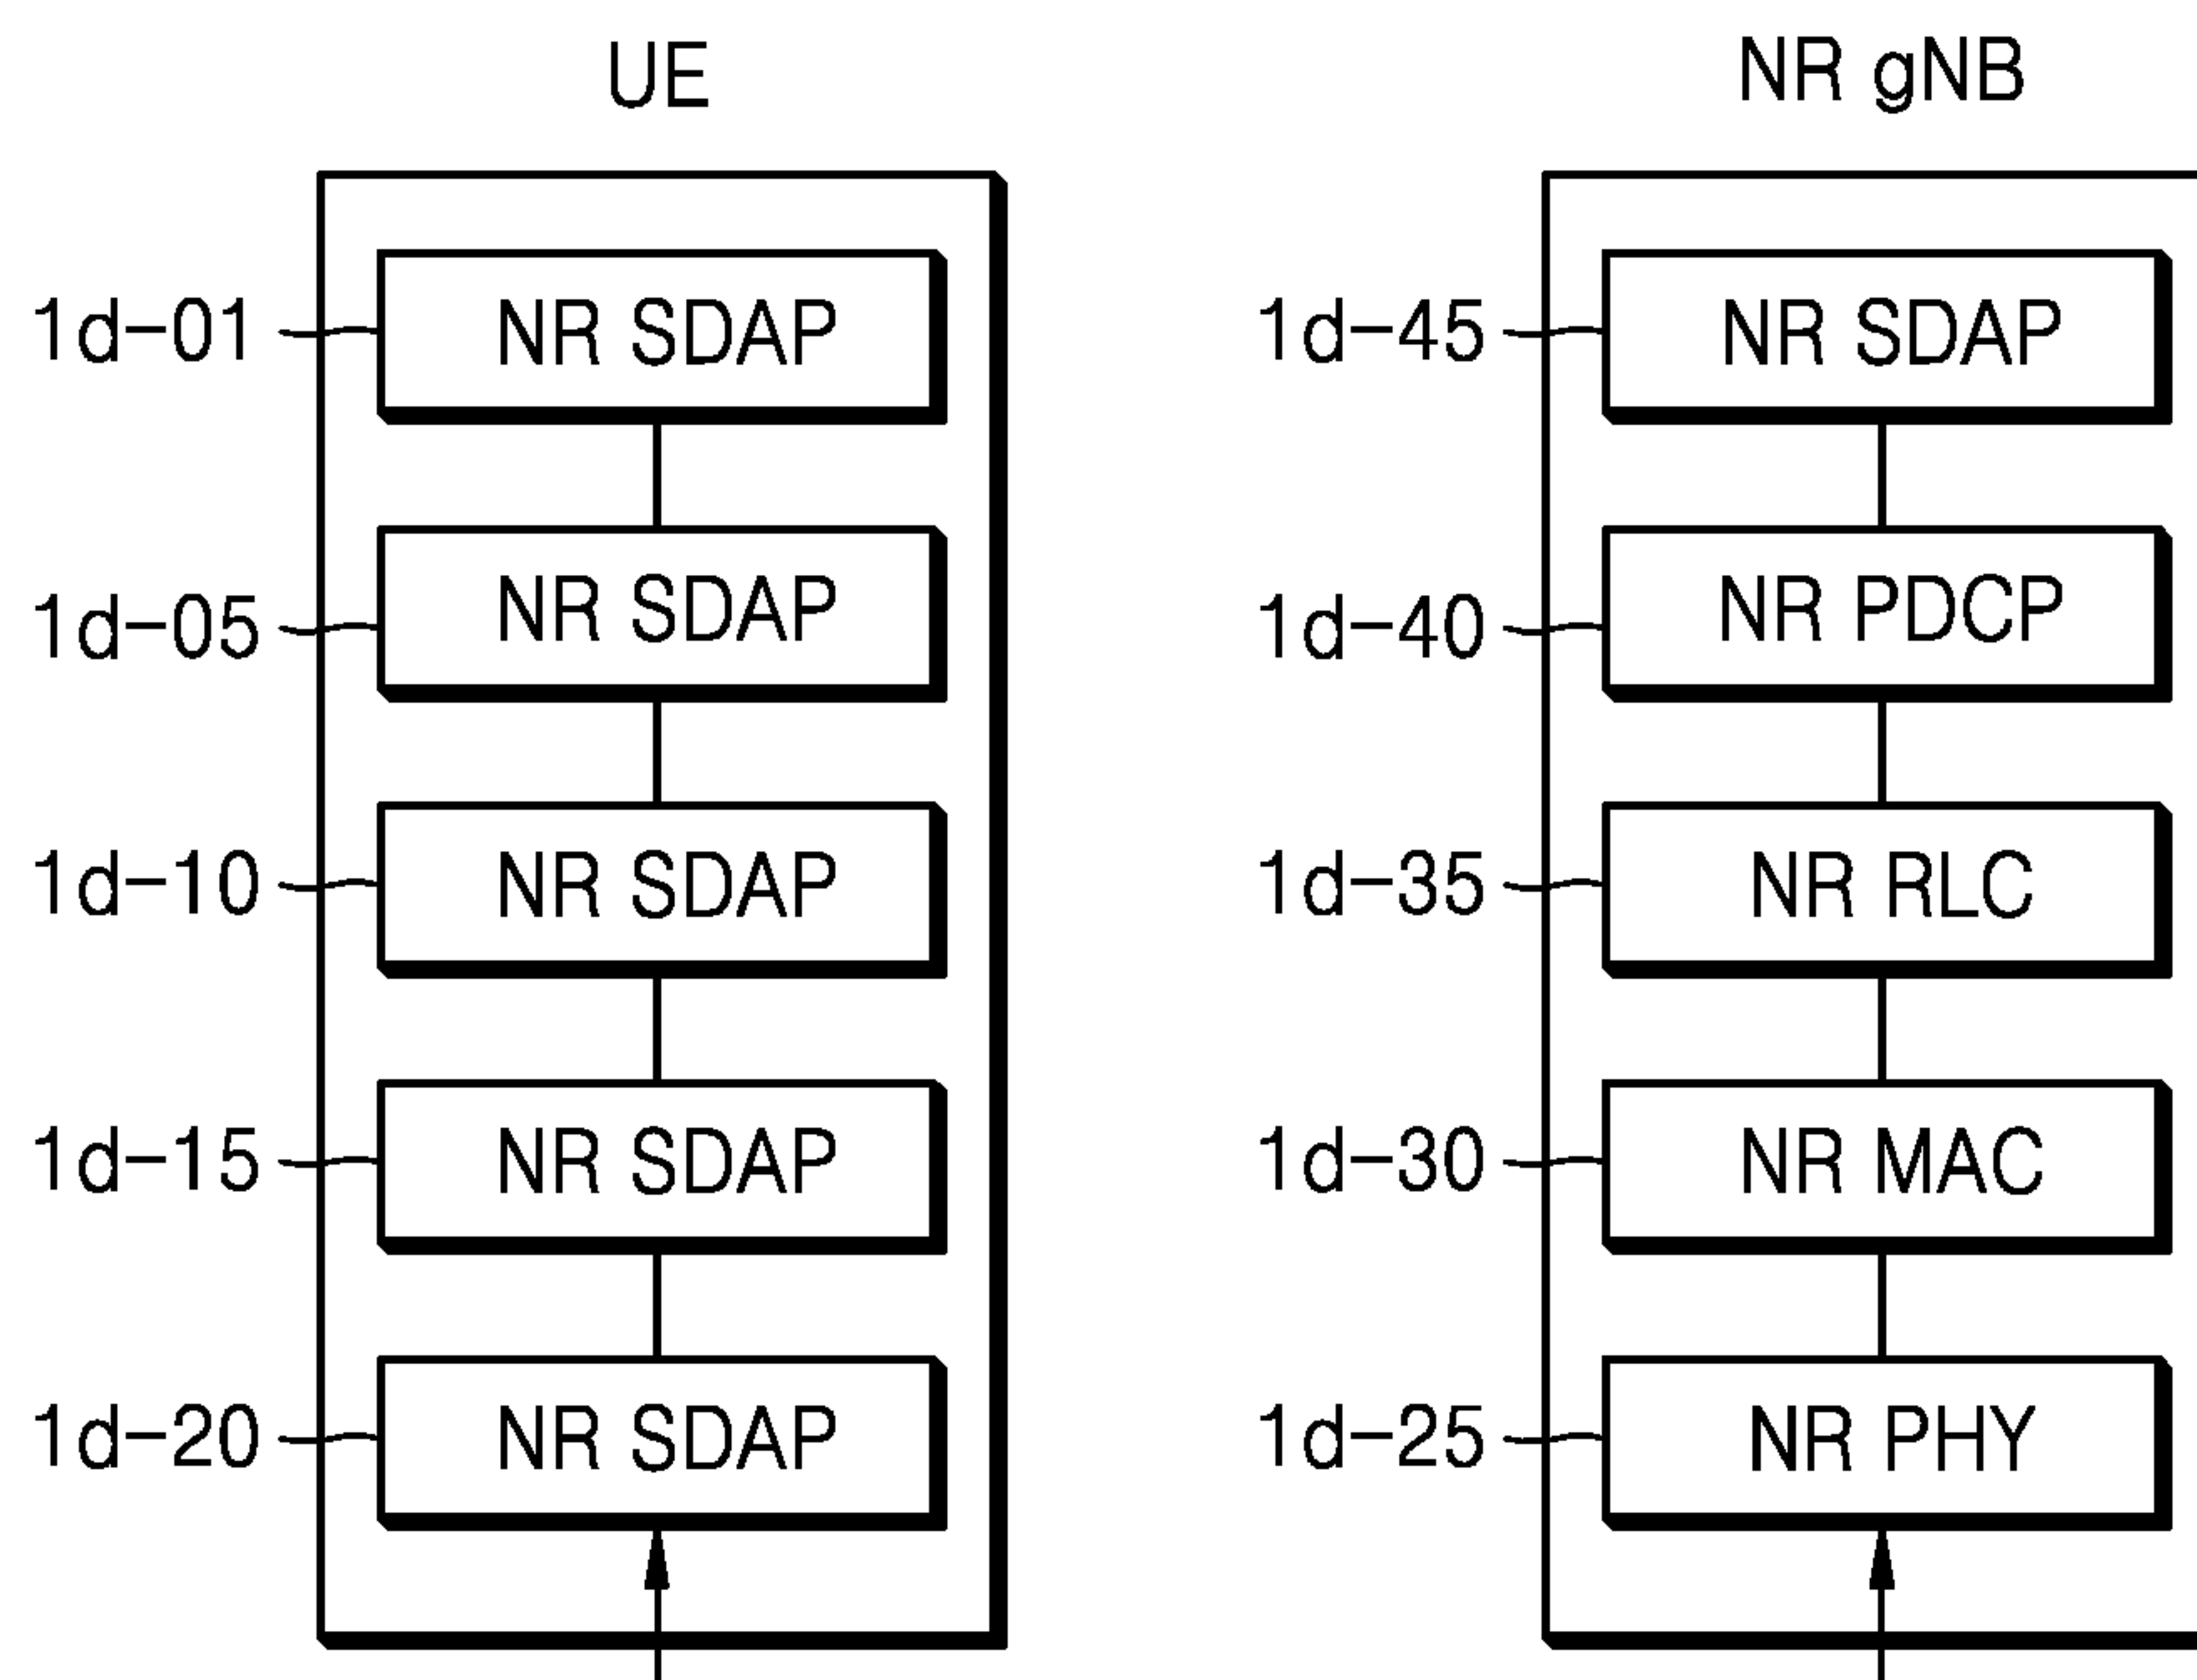 UE
NR gNB
1d-01
NR SDAP
1d-45
NR SDAP
1d-05
NR SDAP
1d-40
NR PDCP
1d-10
NR SDAP
1d-35
NR RLC
1d-15
NR SDAP
1d-30
NR MAC
1d-20
NR SDAP
1d-25
NR PHY